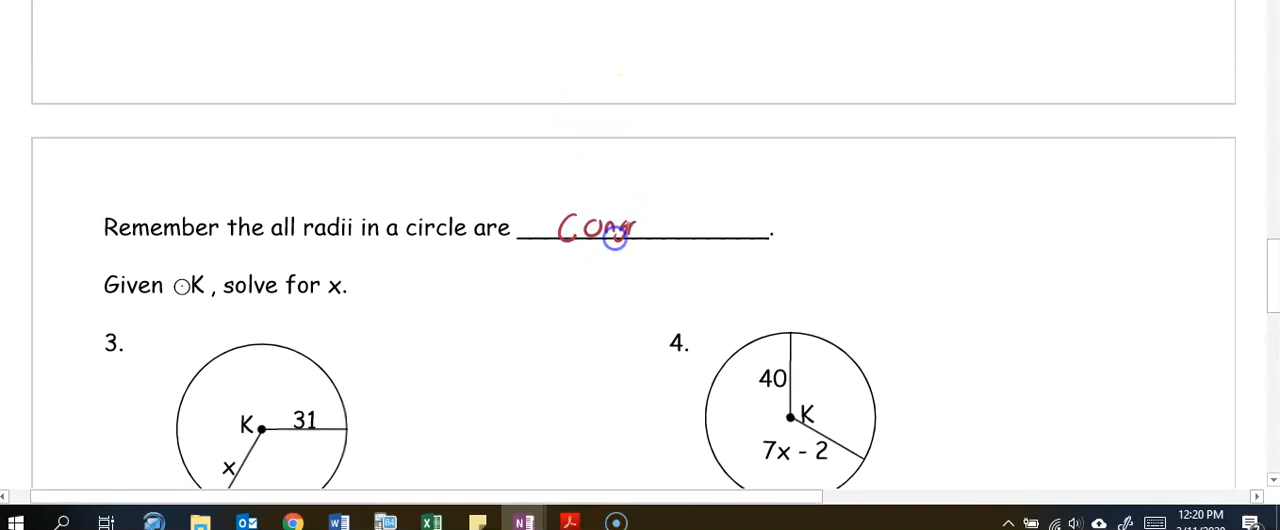 Remember the all radii in a circle are Congr.
Given ⊙K , solve for x.
3.
4.
K
31
x
40
K
7x - 2
12:20 PM